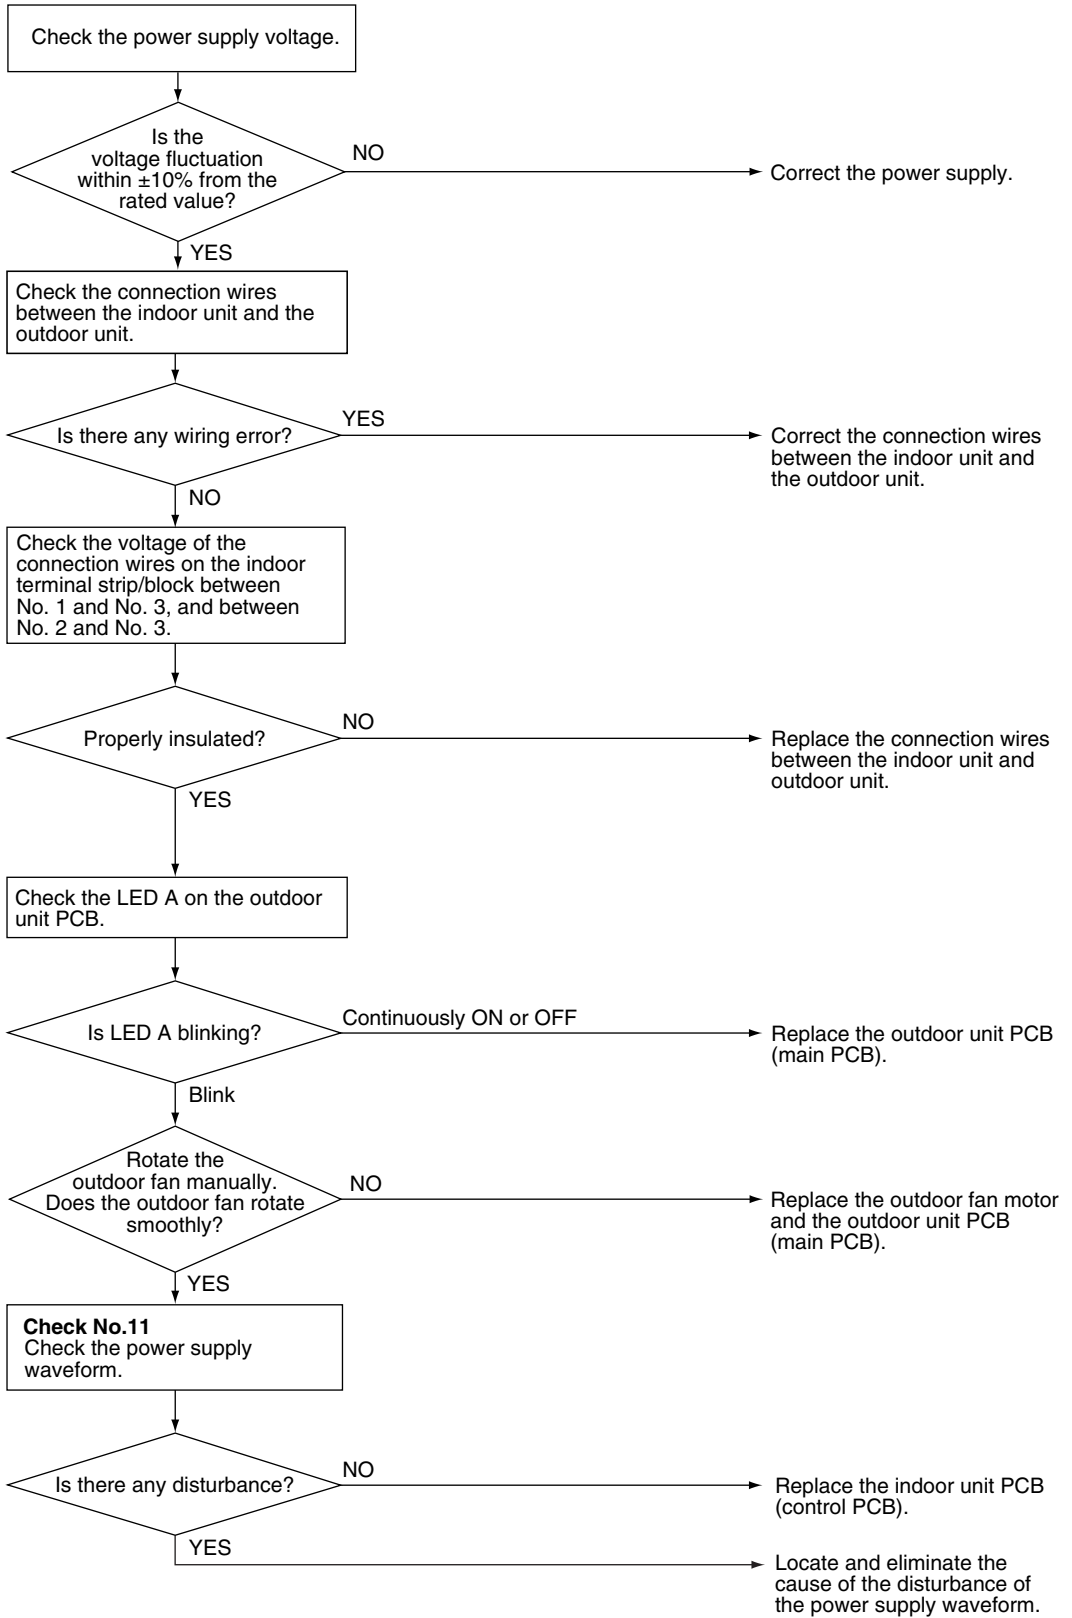 Check the power supply voltage.
Is the
voltage fluctuation
within ±10% from the
rated value?
NO
Correct the power supply.
YES
Check the connection wires
between the indoor unit and the
outdoor unit.
Is there any wiring error?
YES
Correct the connection wires
between the indoor unit and
the outdoor unit.
NO
Check the voltage of the
connection wires on the indoor
terminal strip/block between
No. 1 and No. 3, and between
No. 2 and No. 3.
Properly insulated?
NO
Replace the connection wires
between the indoor unit and
outdoor unit.
YES
Check the LED A on the outdoor
unit PCB.
Is LED A blinking?
Continuously ON or OFF
Replace the outdoor unit PCB
(main PCB).
Blink
Rotate the
outdoor fan manually.
Does the outdoor fan rotate
smoothly?
NO
Replace the outdoor fan motor
and the outdoor unit PCB
(main PCB).
YES
Check No.11
Check the power supply
waveform.
Is there any disturbance?
NO
Replace the indoor unit PCB
(control PCB).
YES
Locate and eliminate the
cause of the disturbance of
the power supply waveform.